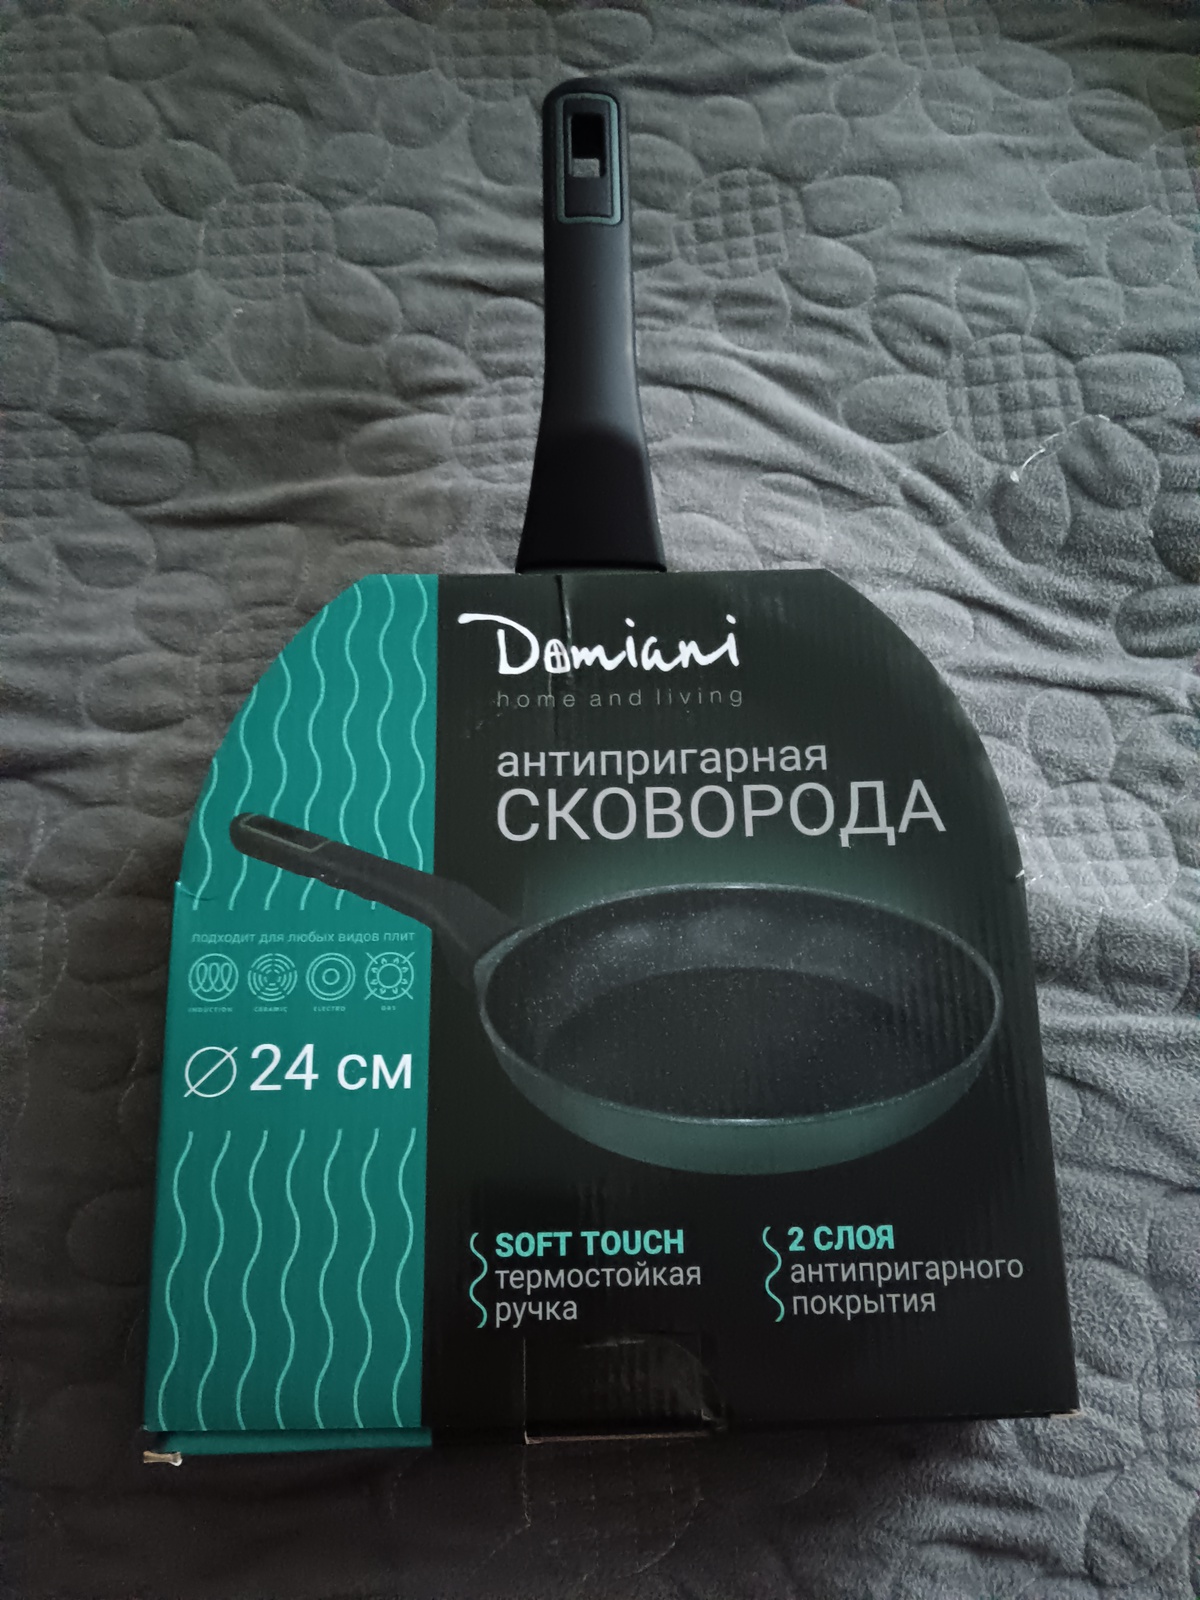 Domiani
home and living
антипригарная
СКОВОРОДА
подходит для любых видов плит
INDUCTION CERAMIC ELECTRO GAS
24 см
SOFT TOUCH
термостойкая
ручка
2 СЛОЯ
антипригарного
покрытия